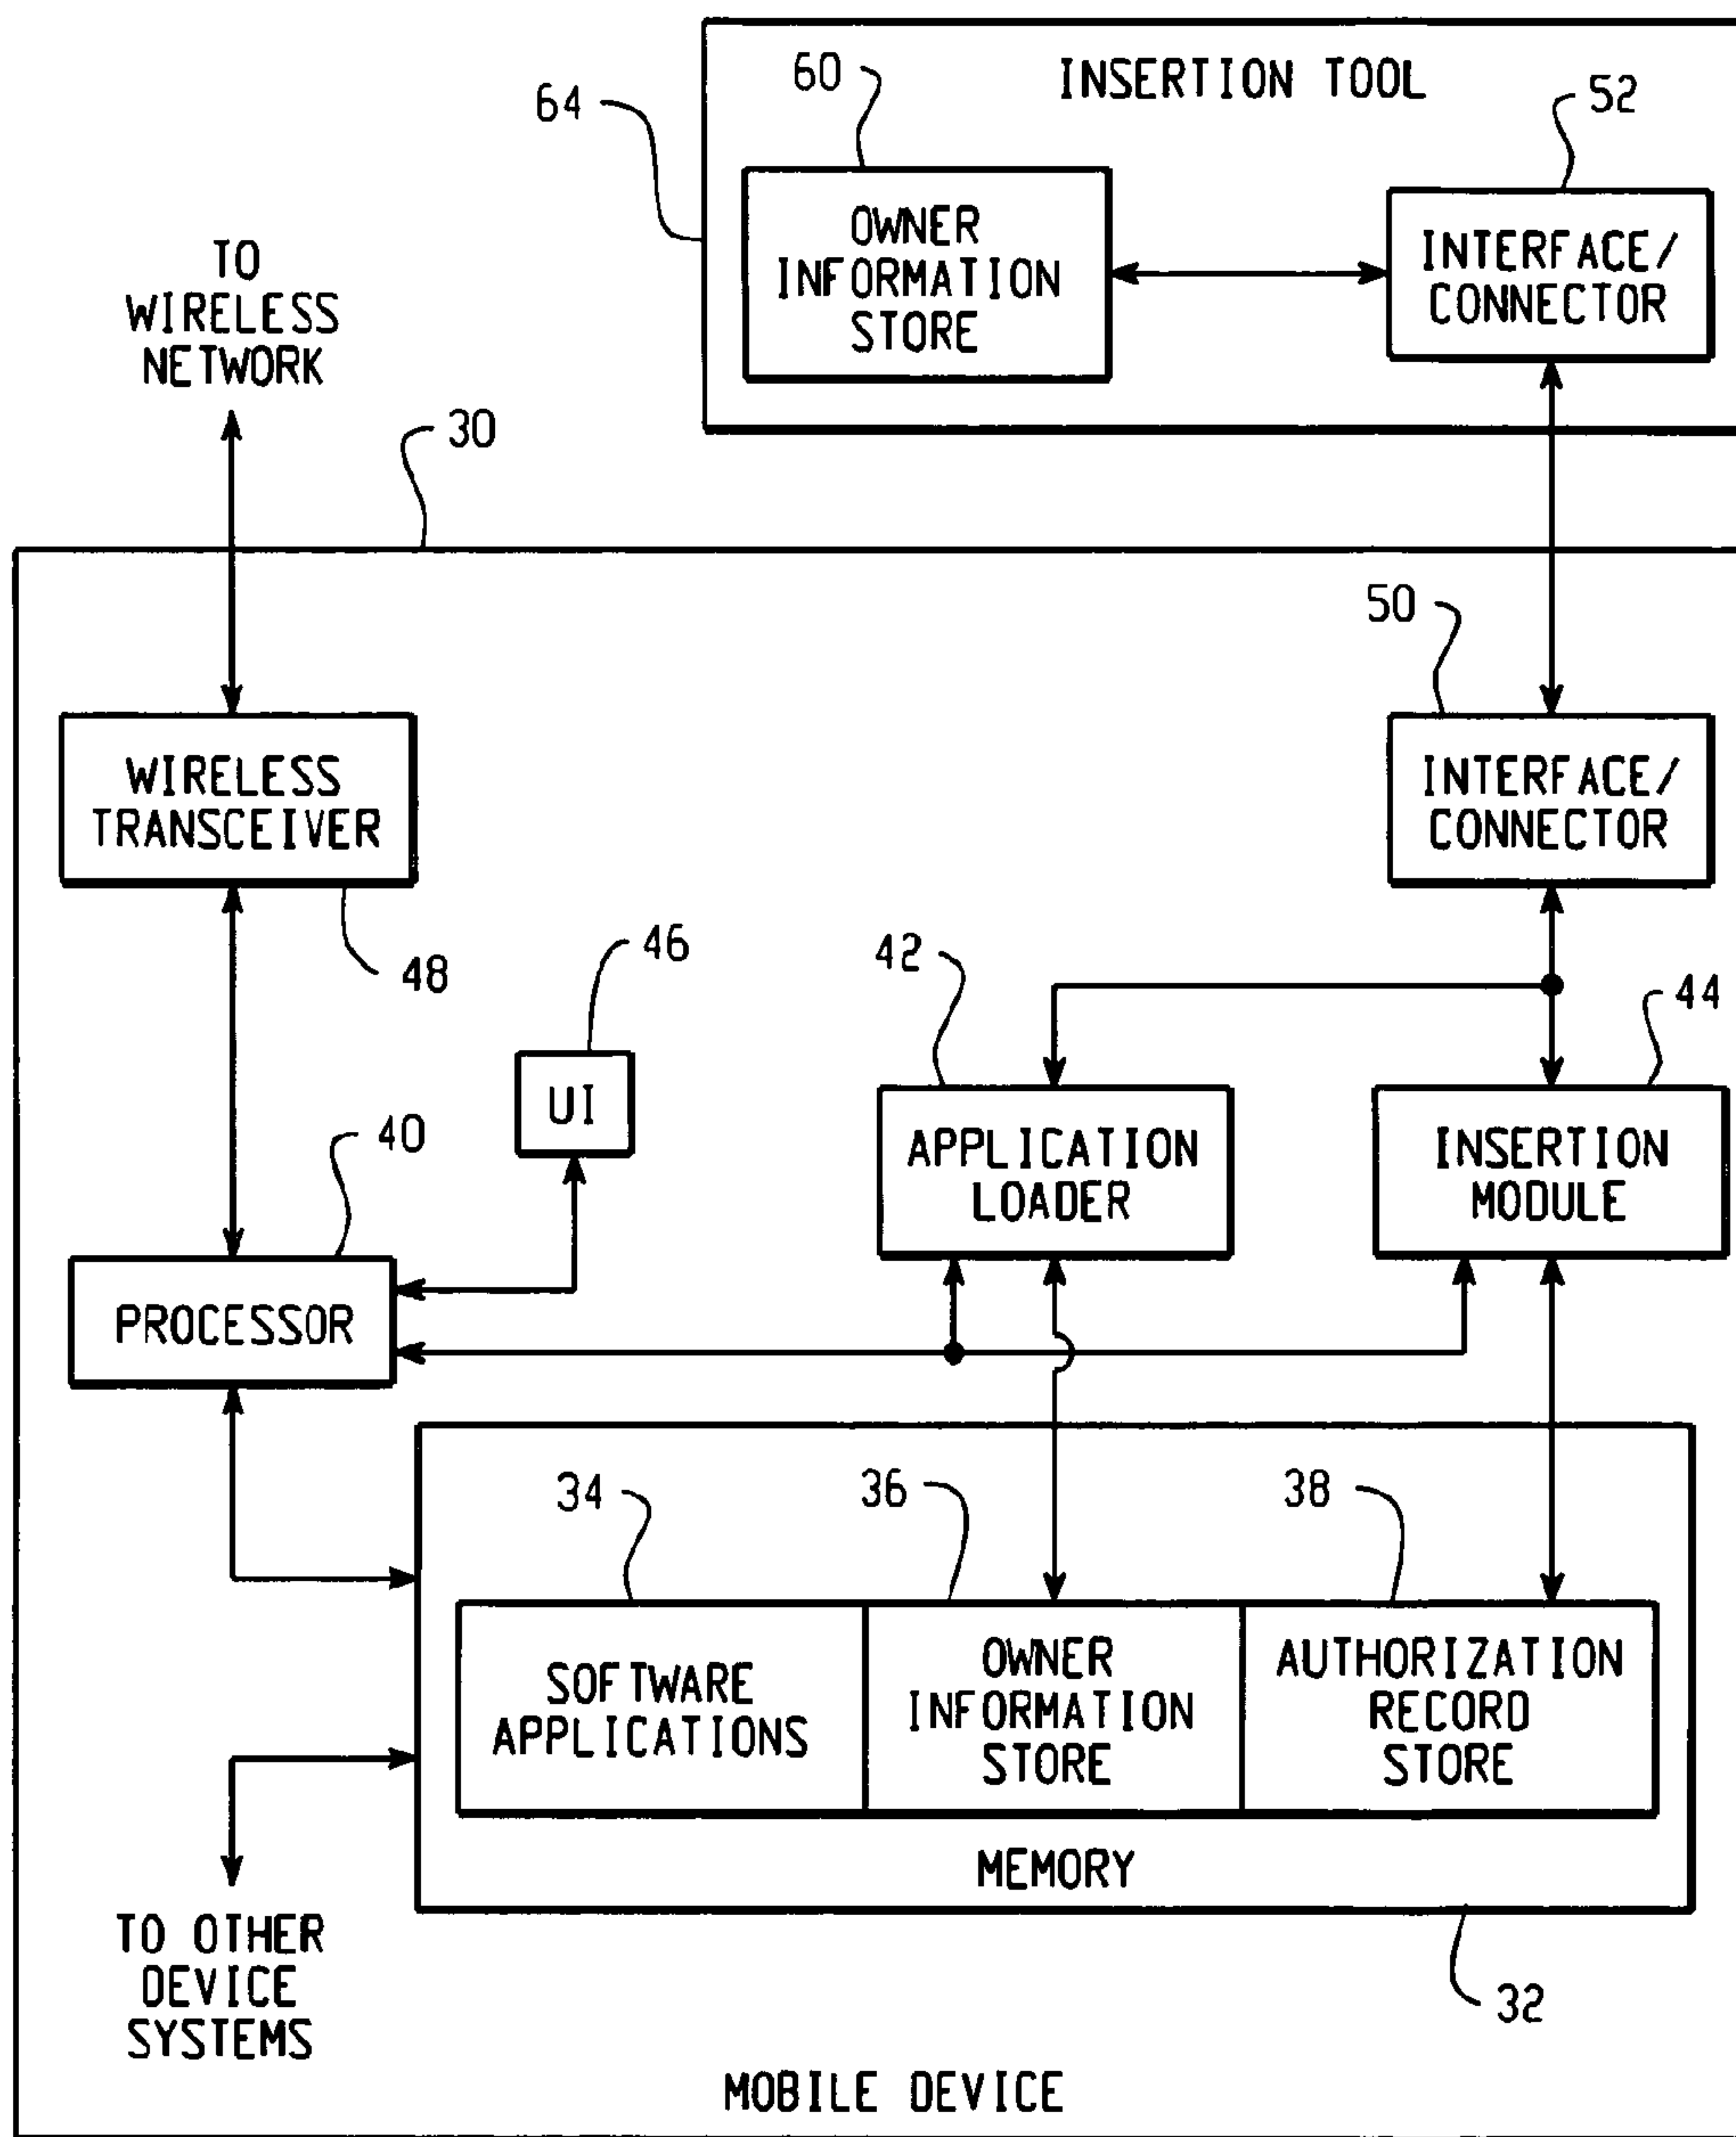 INSERTION TOOL
60
52
64
OWNER
INFORMATION
STORE
INTERFACE/
CONNECTOR
TO
WIRELESS
NETWORK
30
50
WIRELESS
TRANSCEIVER
INTERFACE/
CONNECTOR
48
46
42
44
UI
40
APPLICATION
LOADER
INSERTION
MODULE
PROCESSOR
34
36
38
SOFTWARE
APPLICATIONS
OWNER
INFORMATION
STORE
AUTHORIZATION
RECORD
STORE
MEMORY
TO OTHER
DEVICE
SYSTEMS
32
MOBILE DEVICE